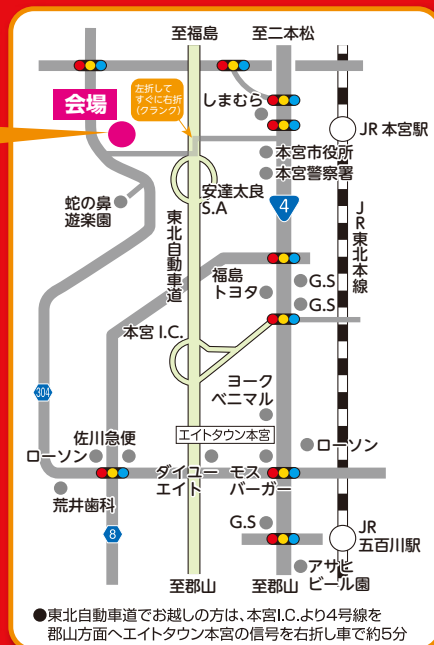 至福島
至二本松
会場
左折して
すぐに右折
(クランク)
しまむら
JR 本宮駅
本宮市役所
本宮警察署
安達太良
S.A
蛇の鼻
遊楽園
4
東北自動車道
JR東北本線
福島
トヨタ
G.S
G.S
本宮 I.C.
ヨーク
ベニマル
304
エイトタウン本宮
佐川急便
ローソン
ローソン
ダイユー
エイト
モス
バーガー
荒井歯科
8
G.S
JR
五百川駅
アサヒ
ビール園
至郡山
至郡山
●東北自動車道でお越しの方は、本宮I.C.より4号線を
郡山方面へエイトタウン本宮の信号を右折し車で約5分